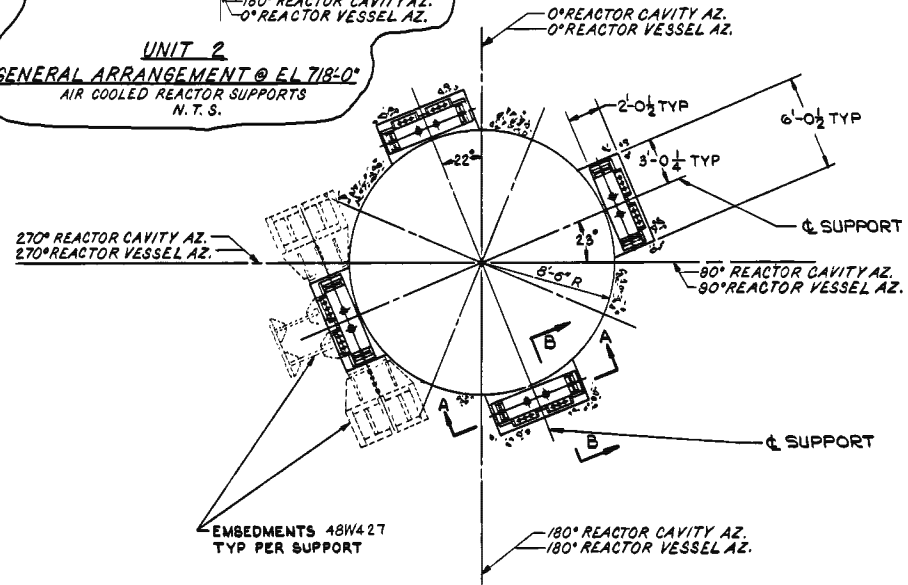 180° REACTOR CAVITY AZ.
0° REACTOR VESSEL AZ.
UNIT 2
GENERAL ARRANGEMENT @ EL 718'-0"
AIR COOLED REACTOR SUPPORTS
N.T.S.
0° REACTOR CAVITY AZ.
0° REACTOR VESSEL AZ.
2'-0½ TYP
6'-0½ TYP
3'-0¼ TYP
22°
℄ SUPPORT
23°
270° REACTOR CAVITY AZ.
270° REACTOR VESSEL AZ.
90° REACTOR CAVITY AZ.
90° REACTOR VESSEL AZ.
8'-6" R
B
A
A
B
℄ SUPPORT
EMBEDMENTS 48W427
TYP PER SUPPORT
180° REACTOR CAVITY AZ.
180° REACTOR VESSEL AZ.